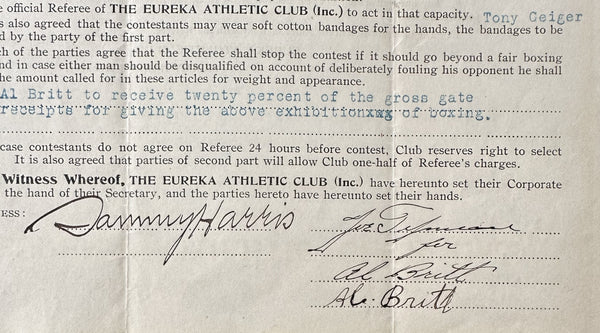 e official Referee of THE EUREKA ATHLETIC CLUB (Inc.) to act in that capacity. Tony Geiger
s also agreed that the contestants may wear soft cotton bandages for the hands, the bandages to be
d by the party of the first part.
ch of the parties agree that the Referee shall stop the contest if it should go beyond a fair boxing
nd in case either man should be disqualified on account of deliberately fouling his opponent he shall
the amount called for in these articles for weight and appearance.
Al Britt to receive twenty percent of the gross gate
receipts for giving the above exhibition of boxing.
case contestants do not agree on Referee 24 hours before contest, Club reserves right to select
It is also agreed that parties of second part will allow Club one-half of Referee's charges.
Witness Whereof, THE EUREKA ATHLETIC CLUB (Inc.) have hereunto set their Corporate
the hand of their Secretary, and the parties hereto have hereunto set their hands.
ESS: Sammy Harris
for
Al Britt
Al. Britt